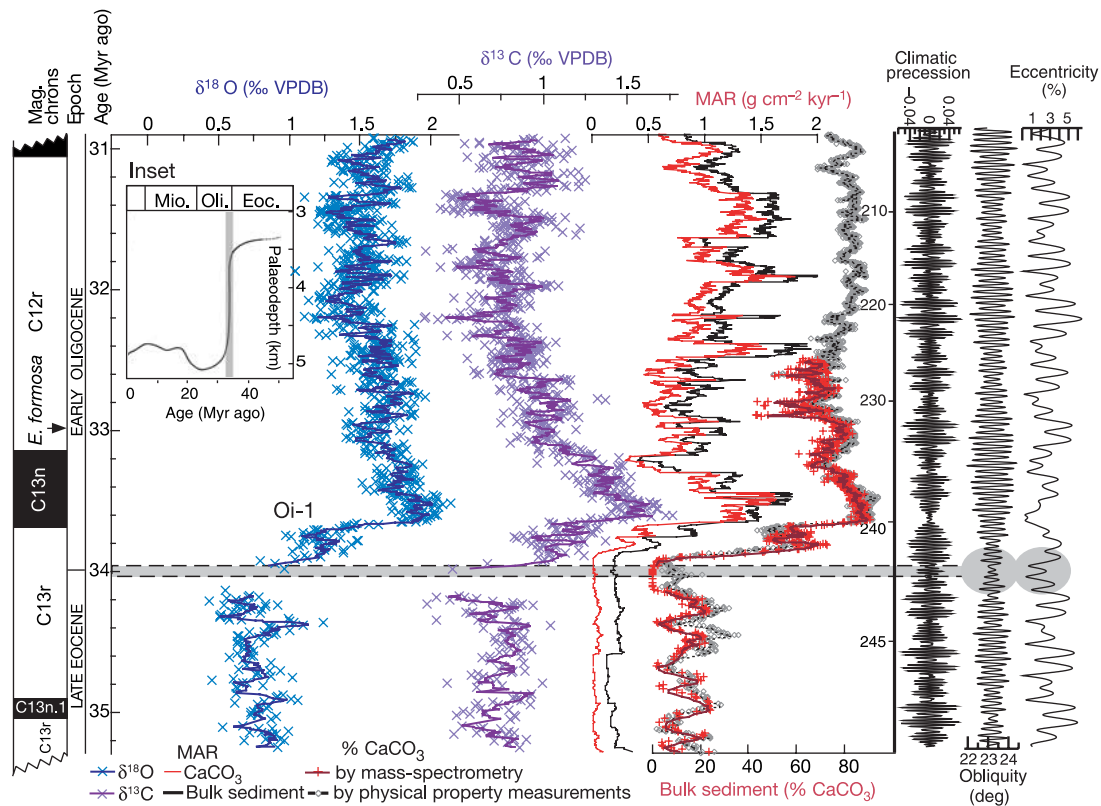 Mag. chrons
Epoch
Age (Myr ago)
δ18 O (‰ VPDB)
0 0.5 1 1.5 2
δ13 C (‰ VPDB)
0.5 1 1.5
MAR (g cm−2 kyr−1)
0 0.5 1 1.5 2
Climatic precession
−0.04 0 0.04
Eccentricity (%)
1 3 5
31
32
33
34
35
C12r
E. formosa
C13n
C13r
C13n.1
C13r
EARLY OLIGOCENE
LATE EOCENE
Inset
Mio. Oli. Eoc.
3
4
5
Palaeodepth (km)
0 20 40
Age (Myr ago)
Oi-1
210
220
230
240
245
22 23 24
Obliquity (deg)
0 20 40 60 80
Bulk sediment (% CaCO3)
δ18O
δ13C
MAR
CaCO3
Bulk sediment
% CaCO3
by mass-spectrometry
by physical property measurements